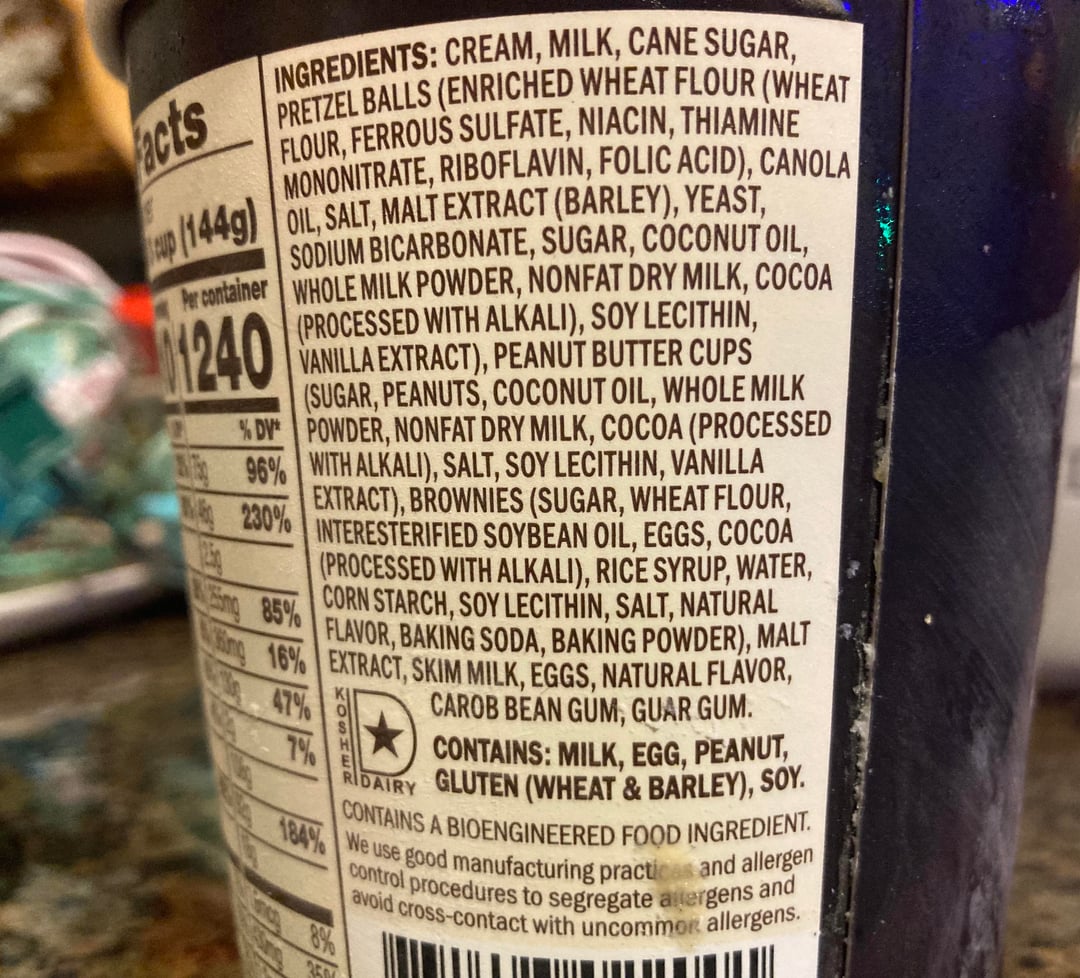 Facts
cup (144g)
Per container
1240
% DV*
96%
230%
85%
16%
47%
7%
184%
8%
35%
INGREDIENTS: CREAM, MILK, CANE SUGAR,
PRETZEL BALLS (ENRICHED WHEAT FLOUR (WHEAT
FLOUR, FERROUS SULFATE, NIACIN, THIAMINE
MONONITRATE, RIBOFLAVIN, FOLIC ACID), CANOLA
OIL, SALT, MALT EXTRACT (BARLEY), YEAST,
SODIUM BICARBONATE, SUGAR, COCONUT OIL,
WHOLE MILK POWDER, NONFAT DRY MILK, COCOA
(PROCESSED WITH ALKALI), SOY LECITHIN,
VANILLA EXTRACT), PEANUT BUTTER CUPS
(SUGAR, PEANUTS, COCONUT OIL, WHOLE MILK
POWDER, NONFAT DRY MILK, COCOA (PROCESSED
WITH ALKALI), SALT, SOY LECITHIN, VANILLA
EXTRACT), BROWNIES (SUGAR, WHEAT FLOUR,
INTERESTERIFIED SOYBEAN OIL, EGGS, COCOA
(PROCESSED WITH ALKALI), RICE SYRUP, WATER,
CORN STARCH, SOY LECITHIN, SALT, NATURAL
FLAVOR, BAKING SODA, BAKING POWDER), MALT
EXTRACT, SKIM MILK, EGGS, NATURAL FLAVOR,
CAROB BEAN GUM, GUAR GUM.
KOSHER
D
DAIRY
CONTAINS: MILK, EGG, PEANUT,
GLUTEN (WHEAT & BARLEY), SOY.
CONTAINS A BIOENGINEERED FOOD INGREDIENT.
We use good manufacturing practices and allergen
control procedures to segregate allergens and
avoid cross-contact with uncommon allergens.